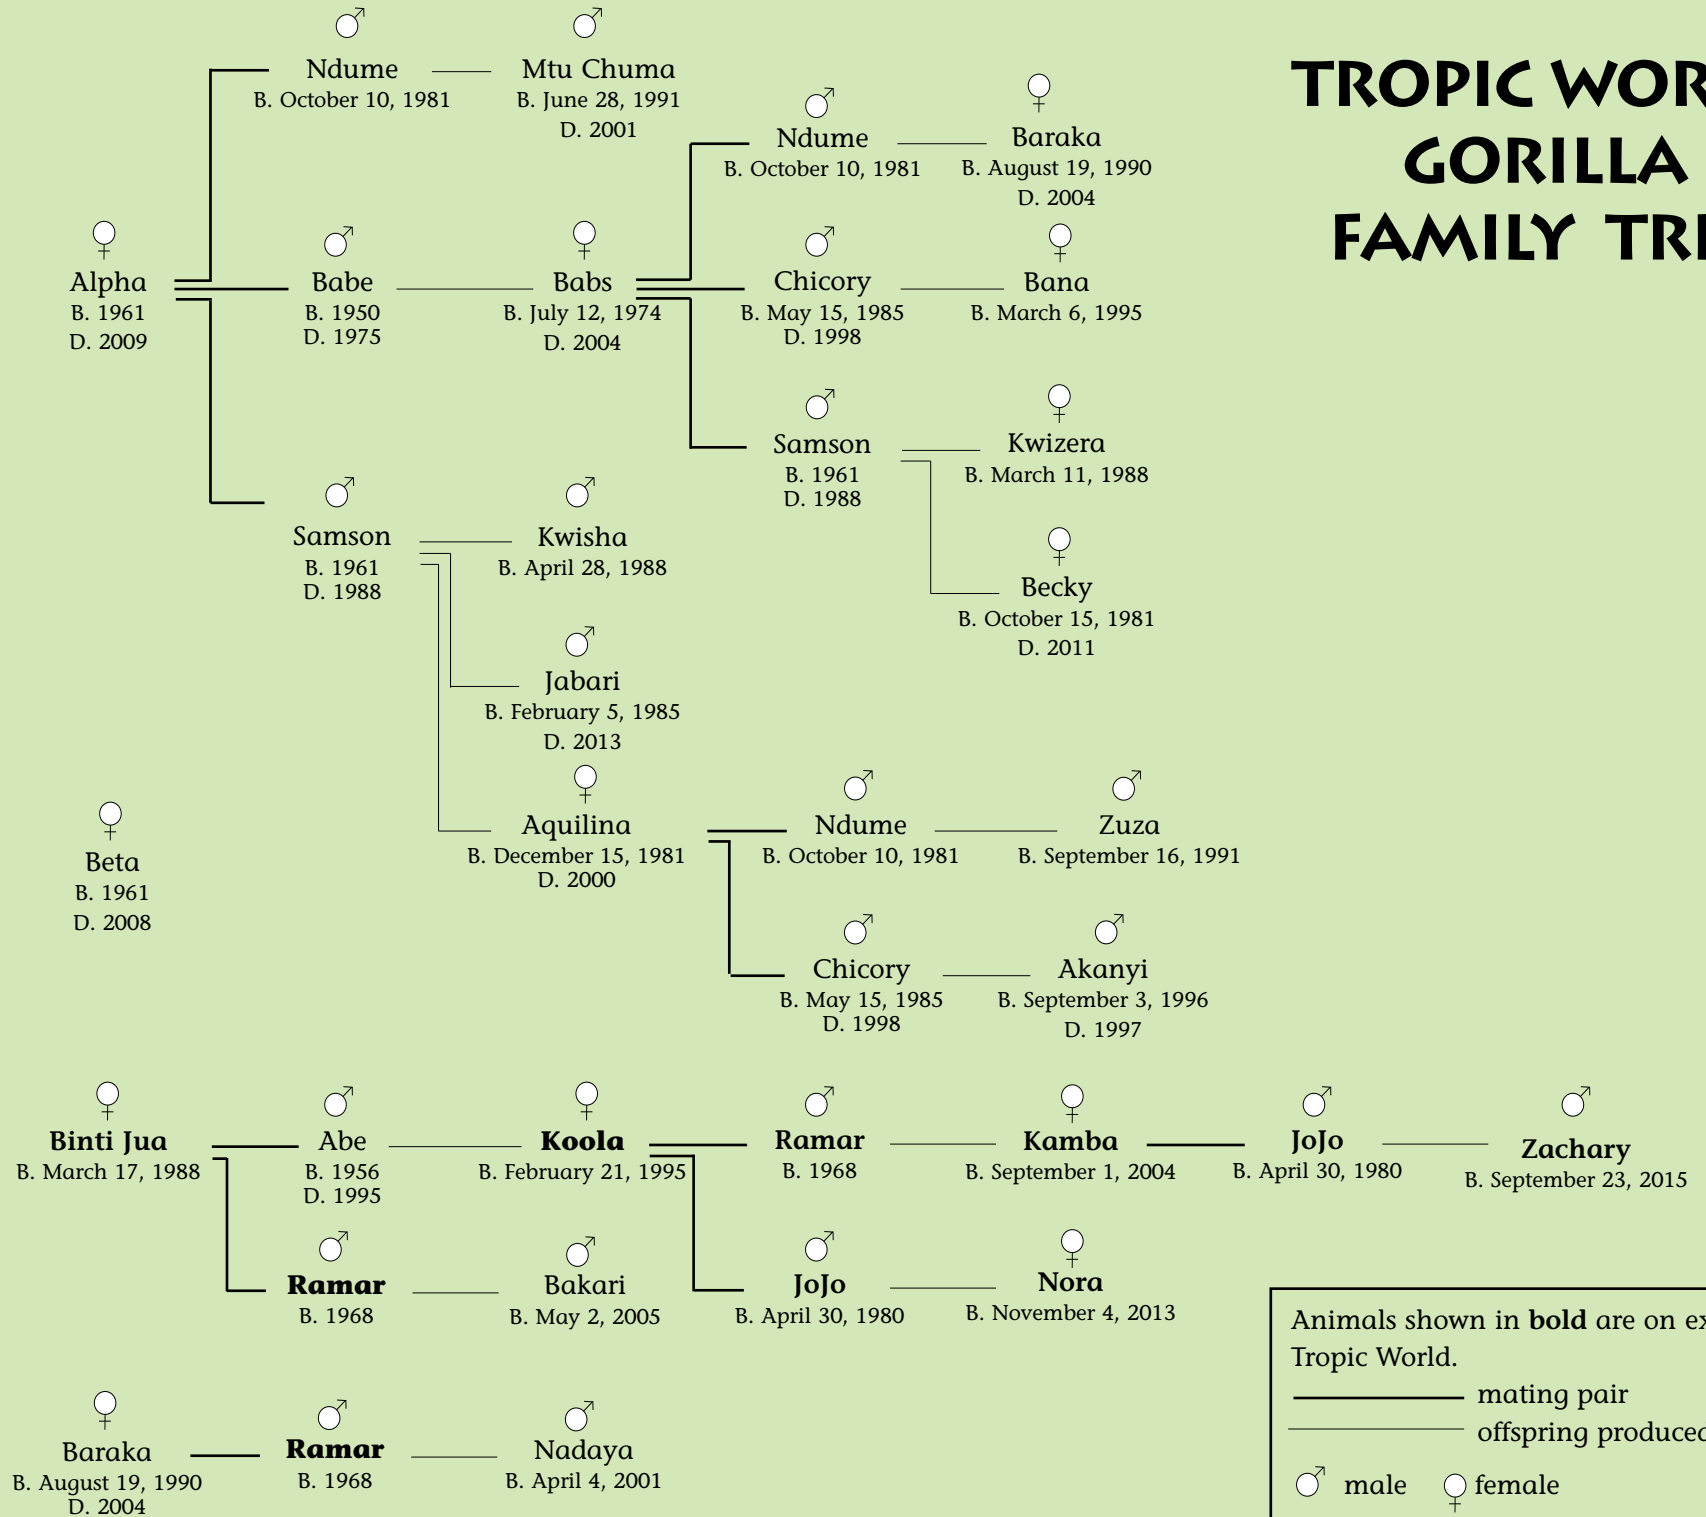 TROPIC WOR
GORILLA
FAMILY TR
Ndume
B. October 10, 1981
Mtu Chuma
B. June 28, 1991
D. 2001
Ndume
B. October 10, 1981
Baraka
B. August 19, 1990
D. 2004
Alpha
B. 1961
D. 2009
Babe
B. 1950
D. 1975
Babs
B. July 12, 1974
D. 2004
Chicory
B. May 15, 1985
D. 1998
Bana
B. March 6, 1995
Samson
B. 1961
D. 1988
Kwizera
B. March 11, 1988
Samson
B. 1961
D. 1988
Kwisha
B. April 28, 1988
Becky
B. October 15, 1981
D. 2011
Jabari
B. February 5, 1985
D. 2013
Beta
B. 1961
D. 2008
Aquilina
B. December 15, 1981
D. 2000
Ndume
B. October 10, 1981
Zuza
B. September 16, 1991
Chicory
B. May 15, 1985
D. 1998
Akanyi
B. September 3, 1996
D. 1997
Binti Jua
B. March 17, 1988
Abe
B. 1956
D. 1995
Koola
B. February 21, 1995
Ramar
B. 1968
Kamba
B. September 1, 2004
JoJo
B. April 30, 1980
Zachary
B. September 23, 2015
Ramar
B. 1968
Bakari
B. May 2, 2005
JoJo
B. April 30, 1980
Nora
B. November 4, 2013
Baraka
B. August 19, 1990
D. 2004
Ramar
B. 1968
Nadaya
B. April 4, 2001
Animals shown in bold are on ex
Tropic World.
mating pair
offspring produced
male
female